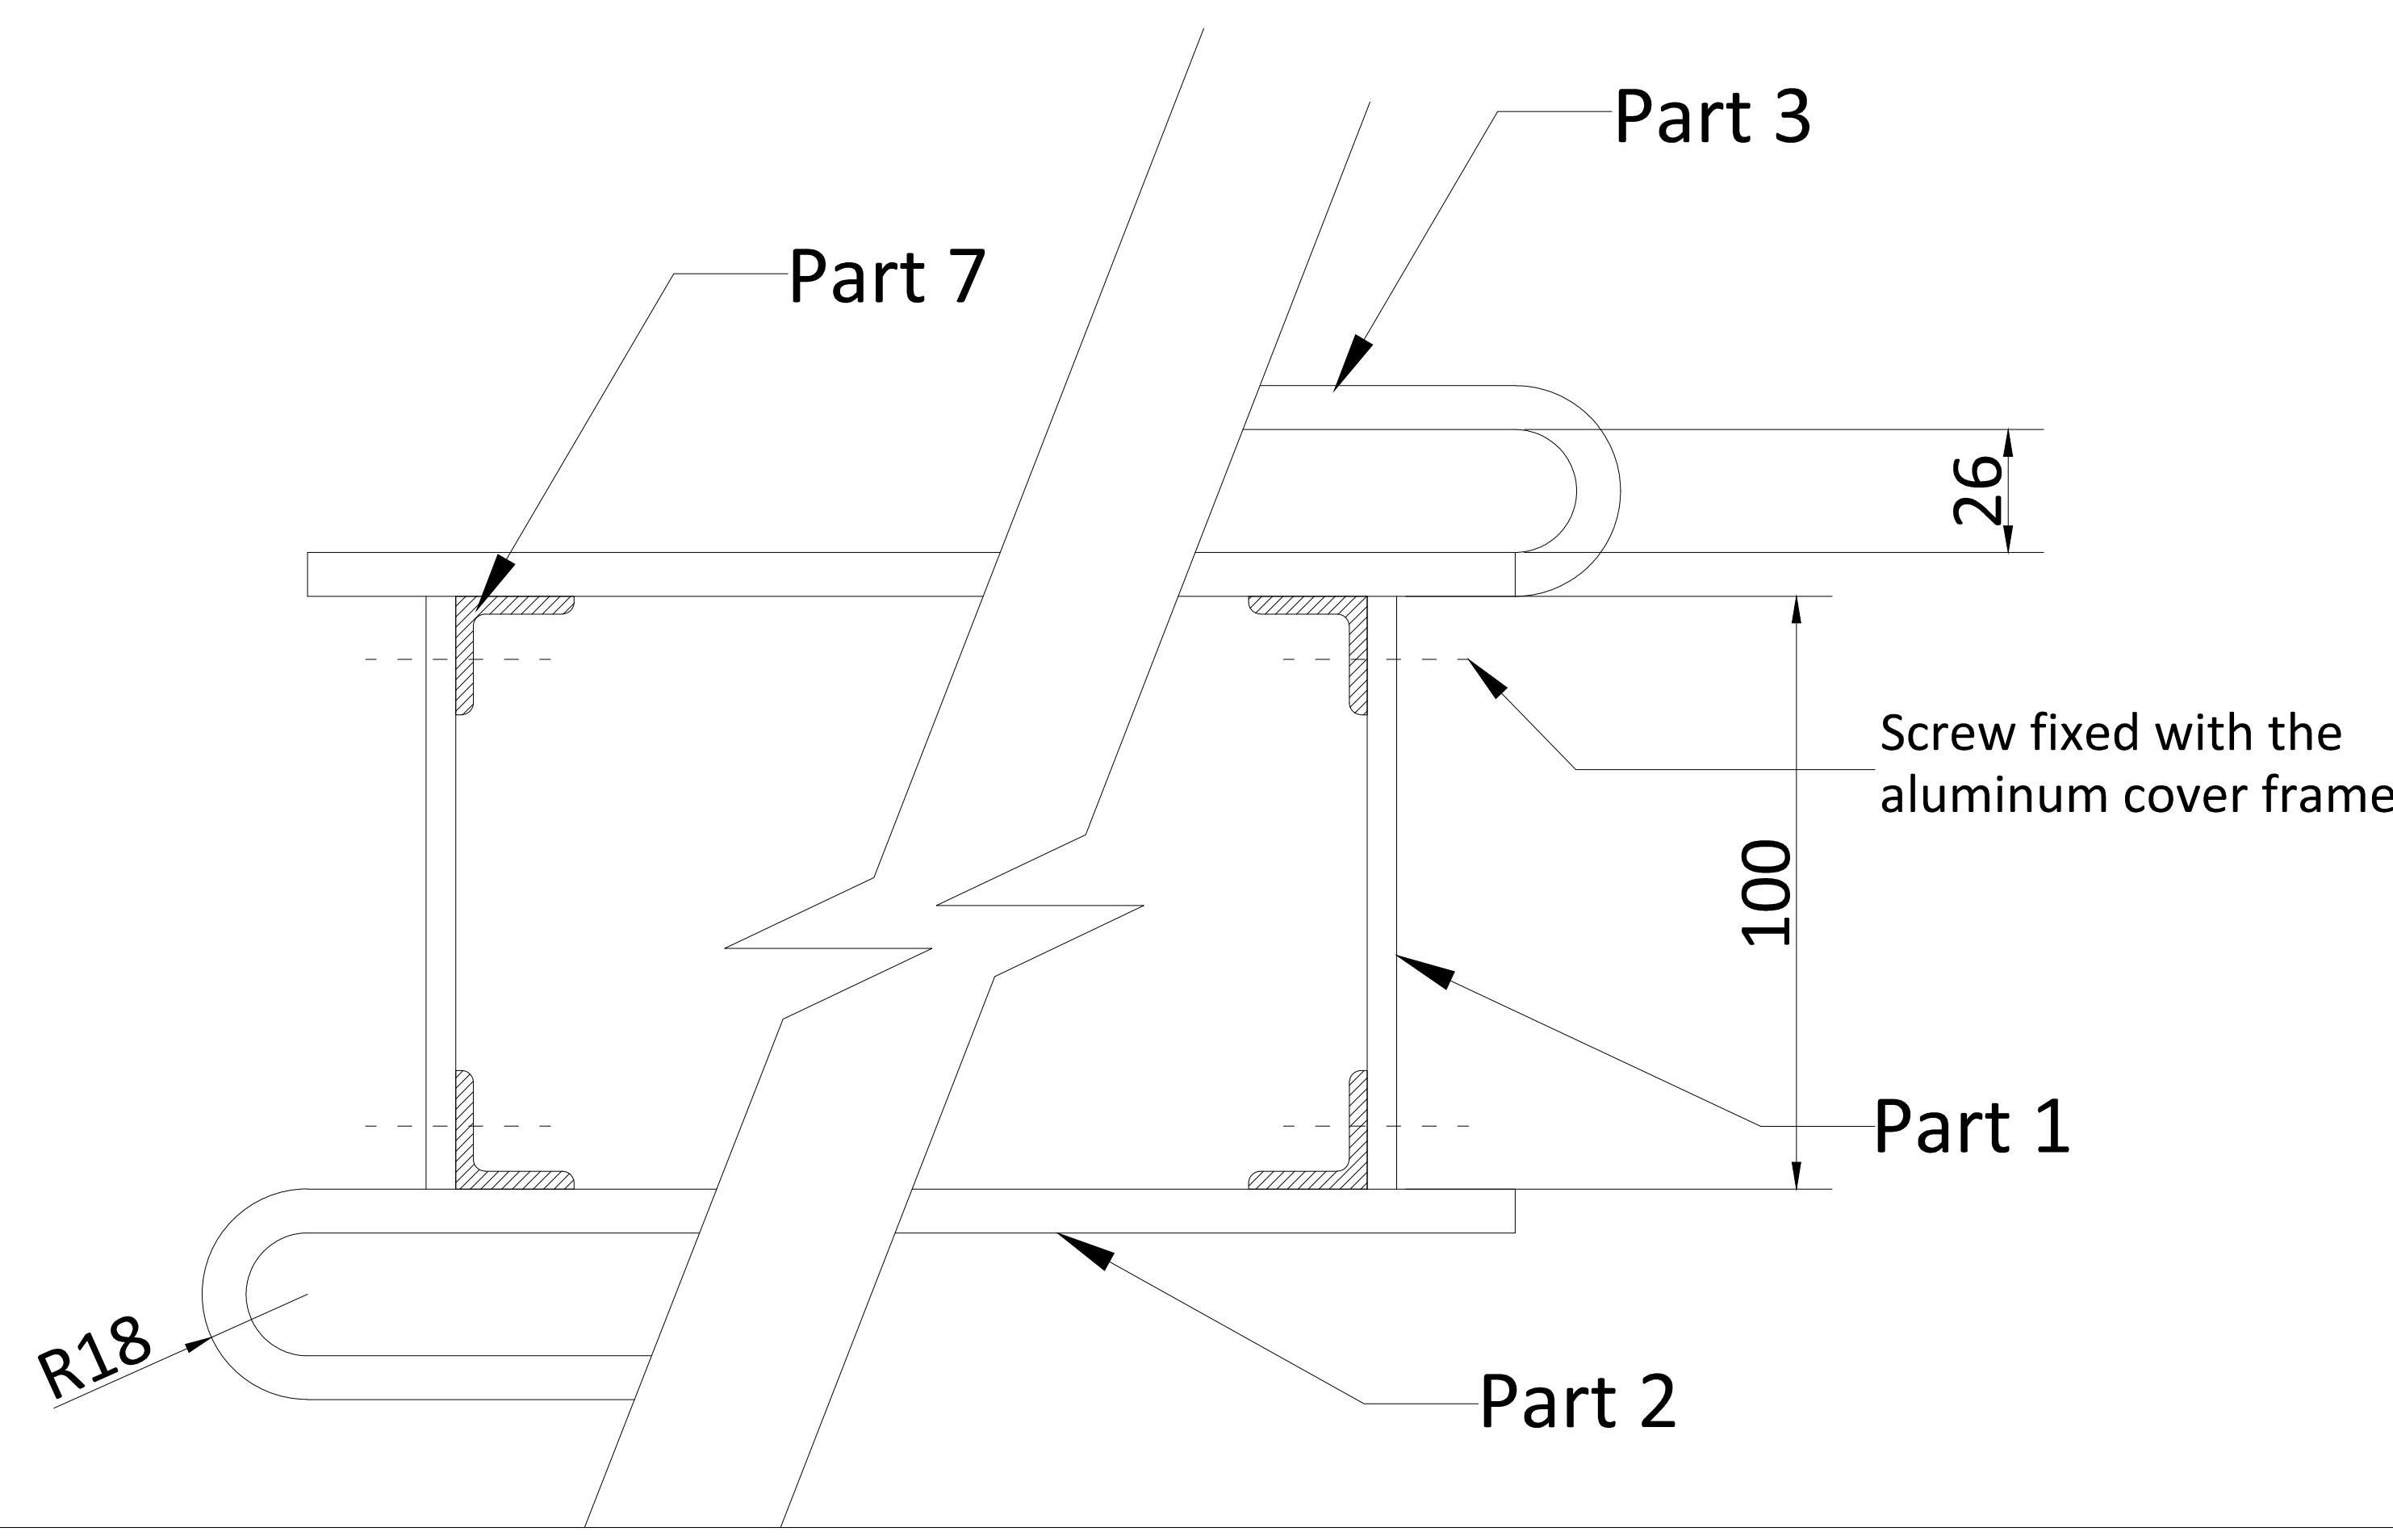 Part 3
Part 7
26
Screw fixed with the
aluminum cover frame
100
Part 1
R18
Part 2